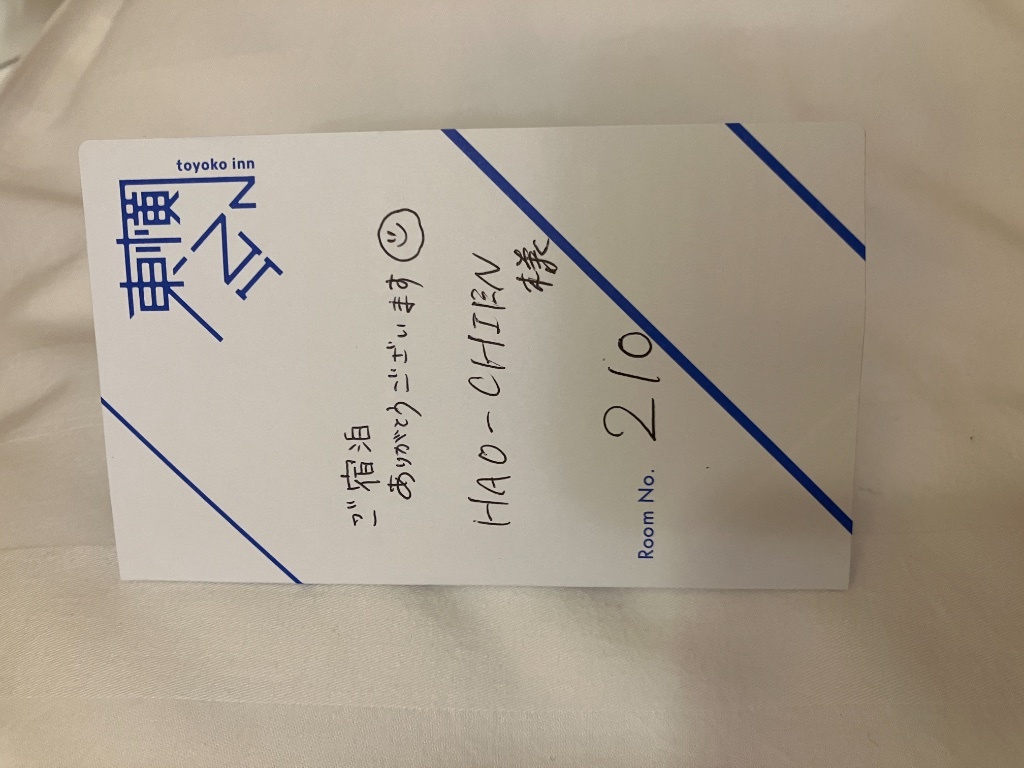 東横INN
toyoko inn
ご宿泊
ありがとうございます
HAO-CHIEN
様
Room No. 210